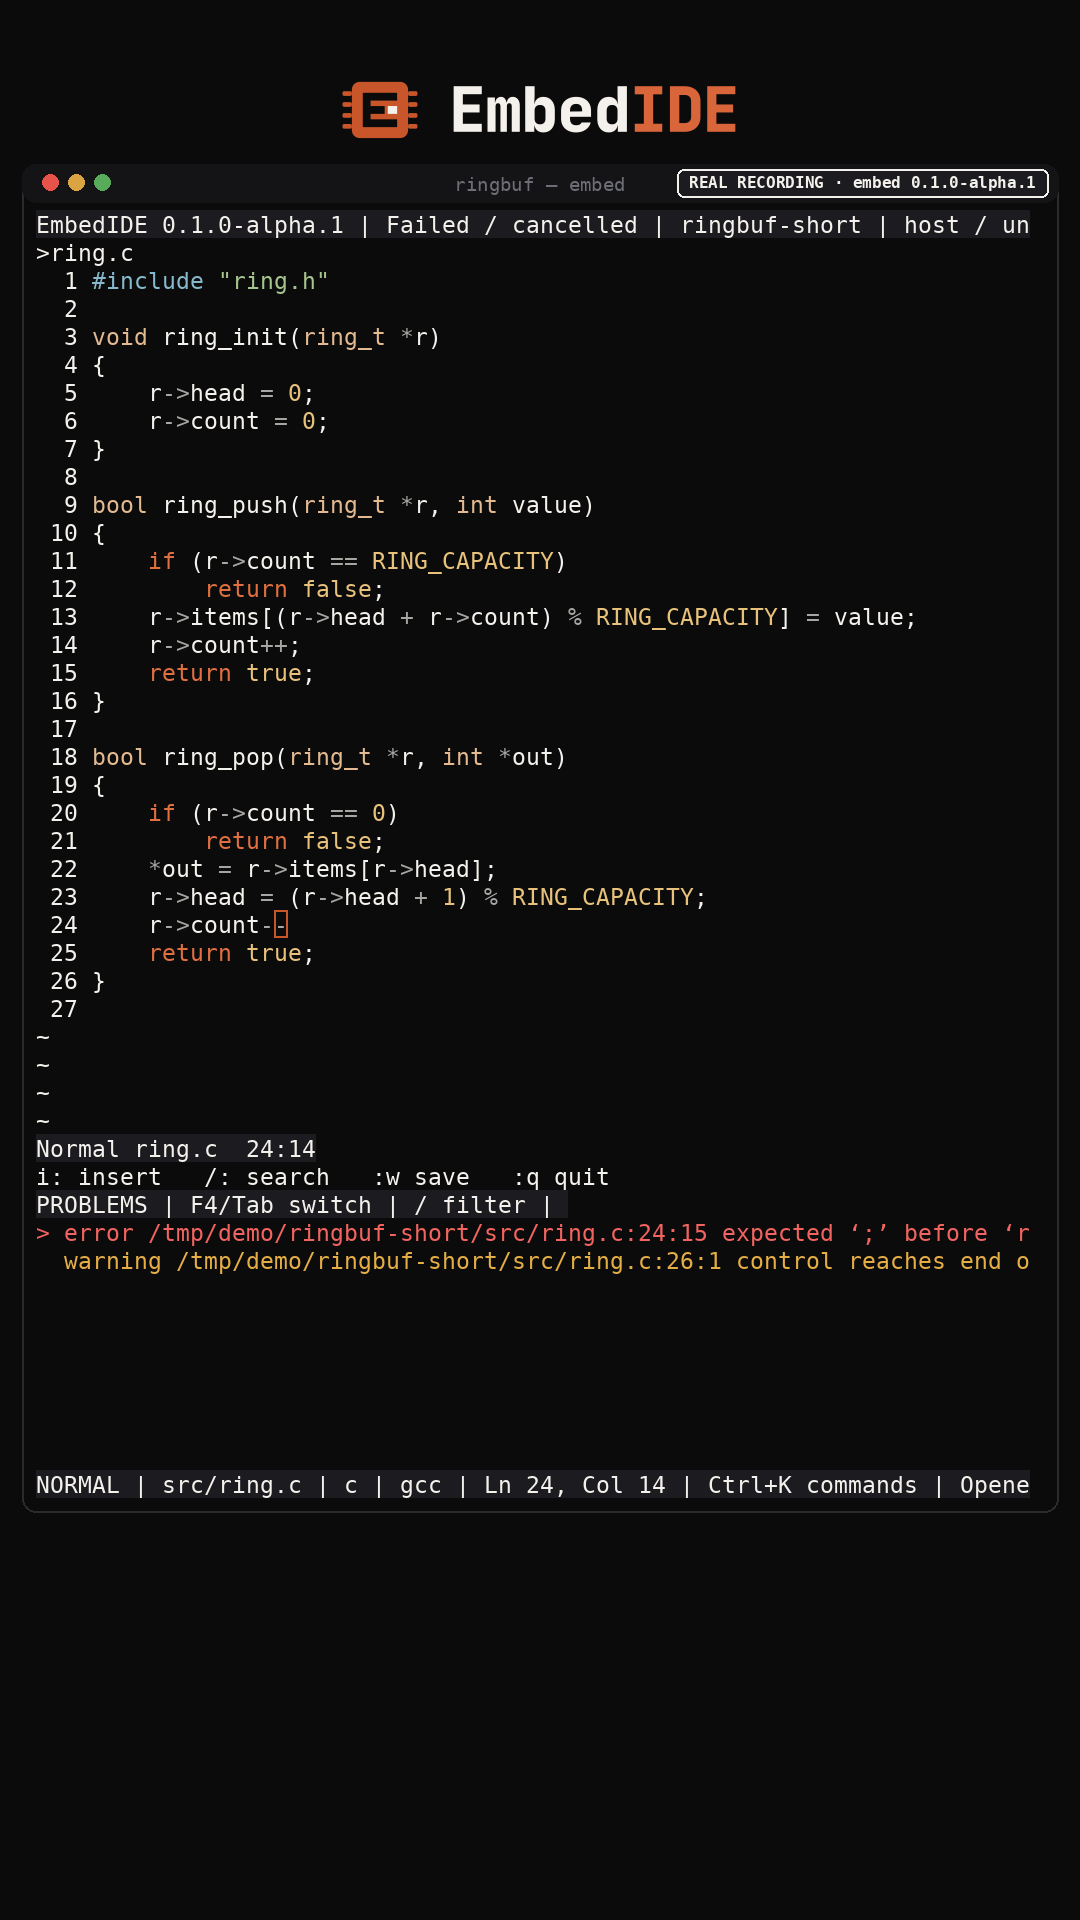 EmbedIDE
ringbuf — embed
REAL RECORDING · embed 0.1.0-alpha.1
EmbedIDE 0.1.0-alpha.1 | Failed / cancelled | ringbuf-short | host / un
>ring.c
1 #include "ring.h"
2
3 void ring_init(ring_t *r)
4 {
5     r->head = 0;
6     r->count = 0;
7 }
8
9 bool ring_push(ring_t *r, int value)
10 {
11     if (r->count == RING_CAPACITY)
12         return false;
13     r->items[(r->head + r->count) % RING_CAPACITY] = value;
14     r->count++;
15     return true;
16 }
17
18 bool ring_pop(ring_t *r, int *out)
19 {
20     if (r->count == 0)
21         return false;
22     *out = r->items[r->head];
23     r->head = (r->head + 1) % RING_CAPACITY;
24     r->count--
25     return true;
26 }
27
~
~
~
~
Normal ring.c  24:14
i: insert   /: search   :w save   :q quit
PROBLEMS | F4/Tab switch | / filter |
> error /tmp/demo/ringbuf-short/src/ring.c:24:15 expected ‘;’ before ‘r
warning /tmp/demo/ringbuf-short/src/ring.c:26:1 control reaches end o
NORMAL | src/ring.c | c | gcc | Ln 24, Col 14 | Ctrl+K commands | Opene